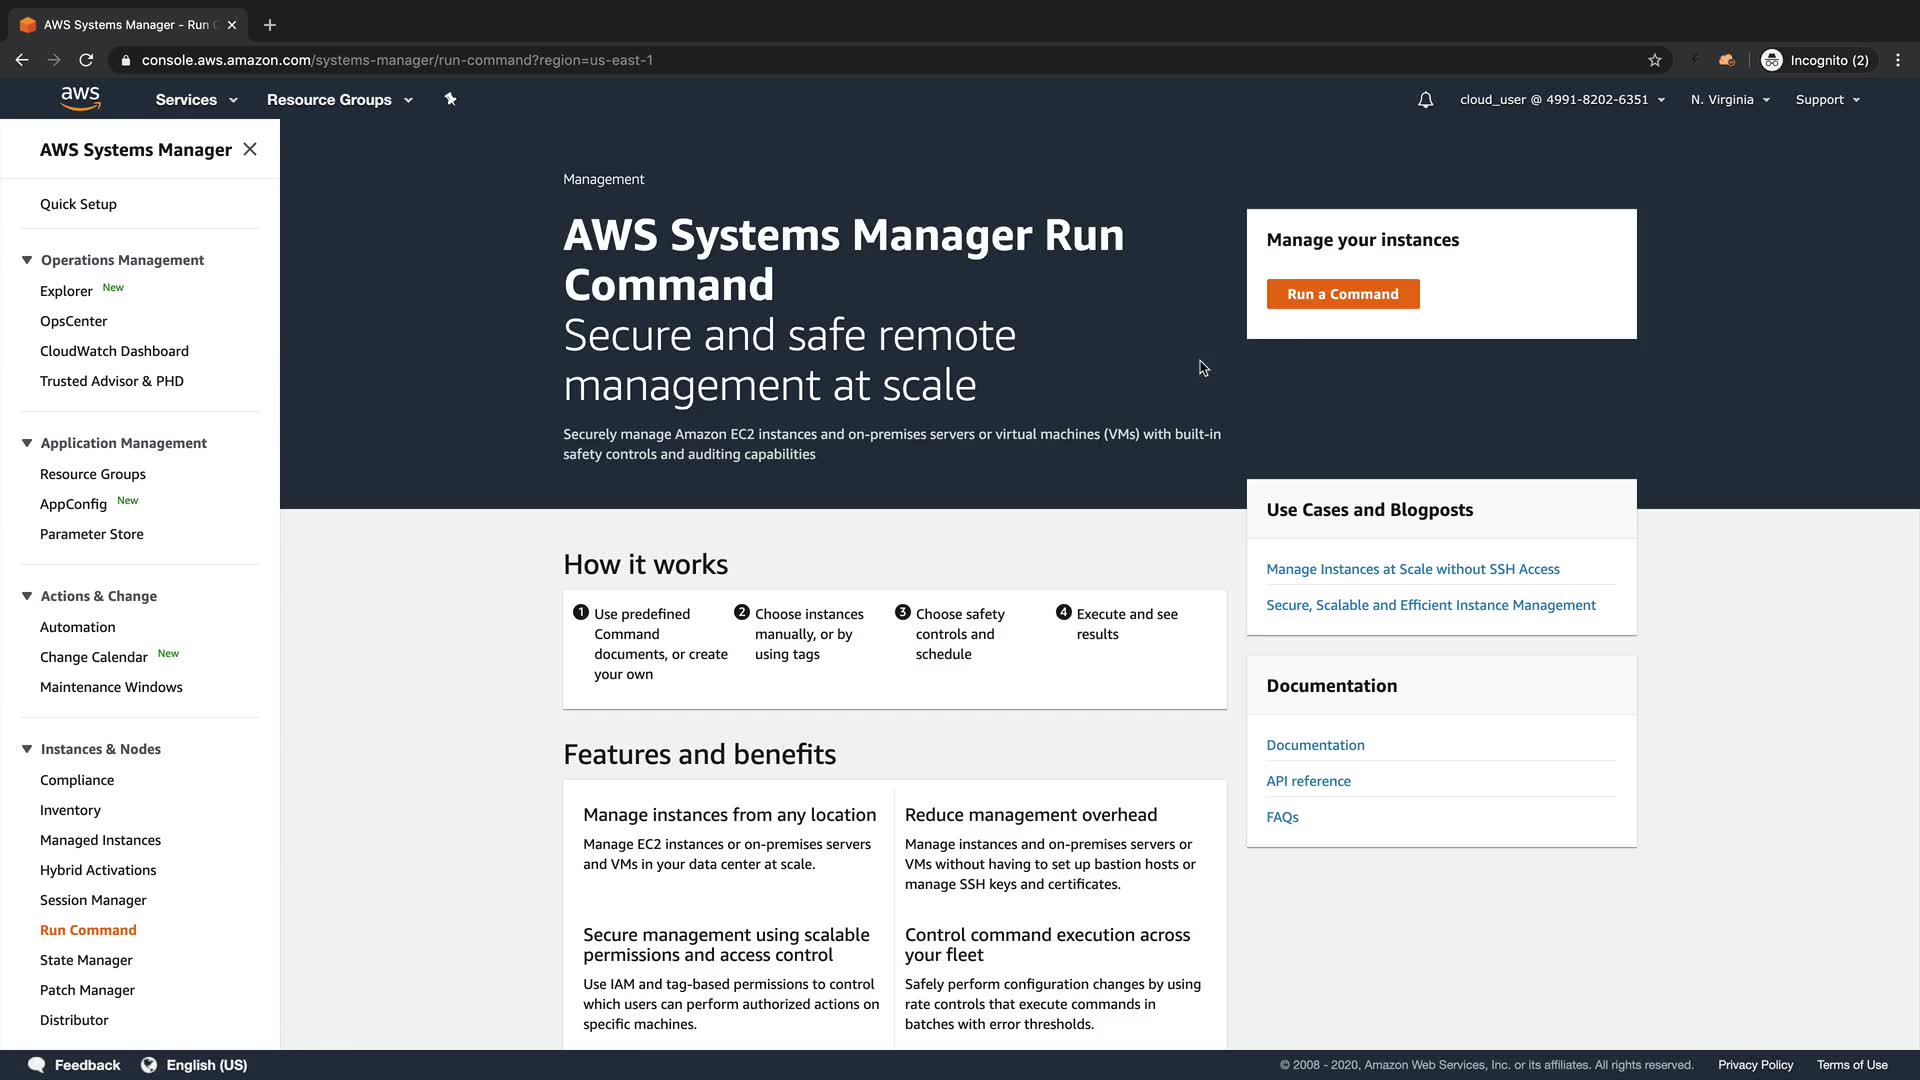 AWS Systems Manager - Run C
console.aws.amazon.com/systems-manager/run-command?region=us-east-1
Incognito (2)
aws
Services
Resource Groups
cloud_user @ 4991-8202-6351
N. Virginia
Support
AWS Systems Manager
Quick Setup
Operations Management
Explorer New
OpsCenter
CloudWatch Dashboard
Trusted Advisor & PHD
Application Management
Resource Groups
AppConfig New
Parameter Store
Actions & Change
Automation
Change Calendar New
Maintenance Windows
Instances & Nodes
Compliance
Inventory
Managed Instances
Hybrid Activations
Session Manager
Run Command
State Manager
Patch Manager
Distributor
Management
AWS Systems Manager Run
Command
Secure and safe remote
management at scale
Securely manage Amazon EC2 instances and on-premises servers or virtual machines (VMs) with built-in
safety controls and auditing capabilities
Manage your instances
Run a Command
How it works
1 Use predefined
Command
documents, or create
your own
2 Choose instances
manually, or by
using tags
3 Choose safety
controls and
schedule
4 Execute and see
results
Features and benefits
Manage instances from any location
Manage EC2 instances or on-premises servers
and VMs in your data center at scale.
Reduce management overhead
Manage instances and on-premises servers or
VMs without having to set up bastion hosts or
manage SSH keys and certificates.
Secure management using scalable
permissions and access control
Use IAM and tag-based permissions to control
which users can perform authorized actions on
specific machines.
Control command execution across
your fleet
Safely perform configuration changes by using
rate controls that execute commands in
batches with error thresholds.
Use Cases and Blogposts
Manage Instances at Scale without SSH Access
Secure, Scalable and Efficient Instance Management
Documentation
Documentation
API reference
FAQs
Feedback
English (US)
© 2008 - 2020, Amazon Web Services, Inc. or its affiliates. All rights reserved.
Privacy Policy
Terms of Use